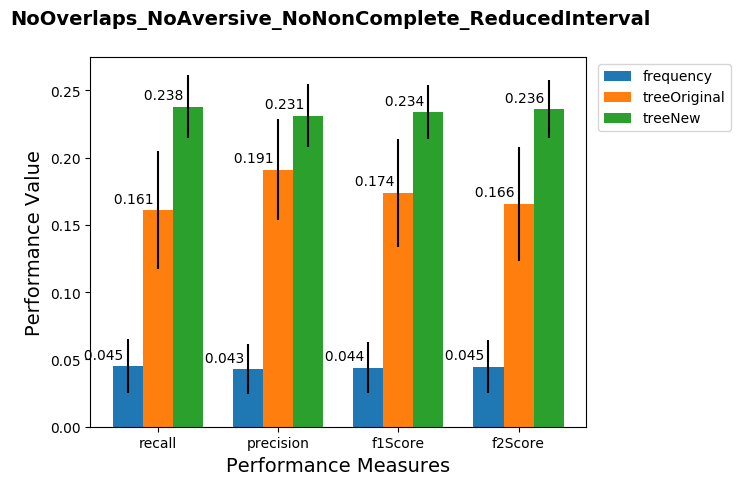 NoOverlaps_NoAversive_NoNonComplete_ReducedInterval
frequency
treeOriginal
treeNew
Performance Value
0.25
0.20
0.15
0.10
0.05
0.00
0.045
0.161
0.238
0.043
0.191
0.231
0.044
0.174
0.234
0.045
0.166
0.236
recall
precision
f1Score
f2Score
Performance Measures